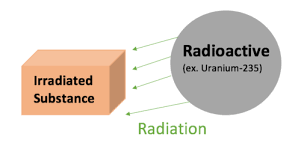 Radioactive
(ex. Uranium-235)
Irradiated
Substance
Radiation